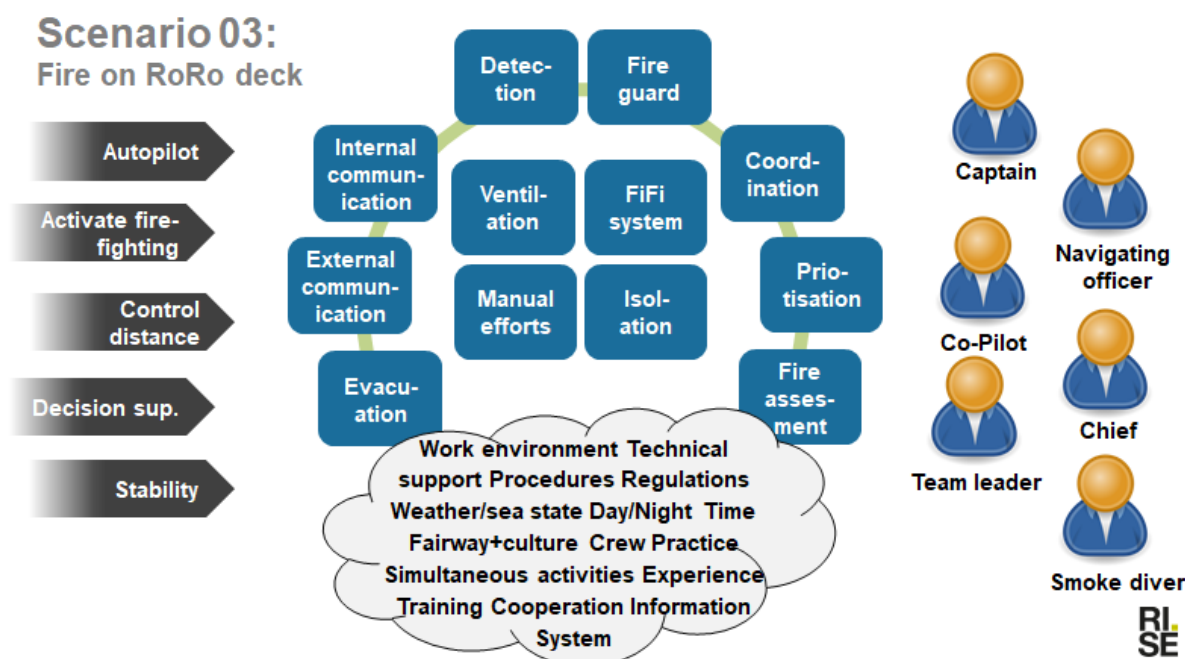 Scenario 03:
Fire on RoRo deck
Autopilot
Activate fire-
fighting
Control
distance
Decision sup.
Stability
Detec-
tion
Fire
guard
Internal
commun-
ication
Ventil-
ation
FiFi
system
Coord-
ination
External
commun-
ication
Manual
efforts
Isol-
ation
Prio-
tisation
Evacu-
ation
Fire
asses-
ment
Work environment Technical
support Procedures Regulations
Weather/sea state Day/Night Time
Fairway+culture Crew Practice
Simultaneous activities Experience
Training Cooperation Information
System
Captain
Navigating
officer
Co-Pilot
Chief
Team leader
Smoke diver
RI.
SE